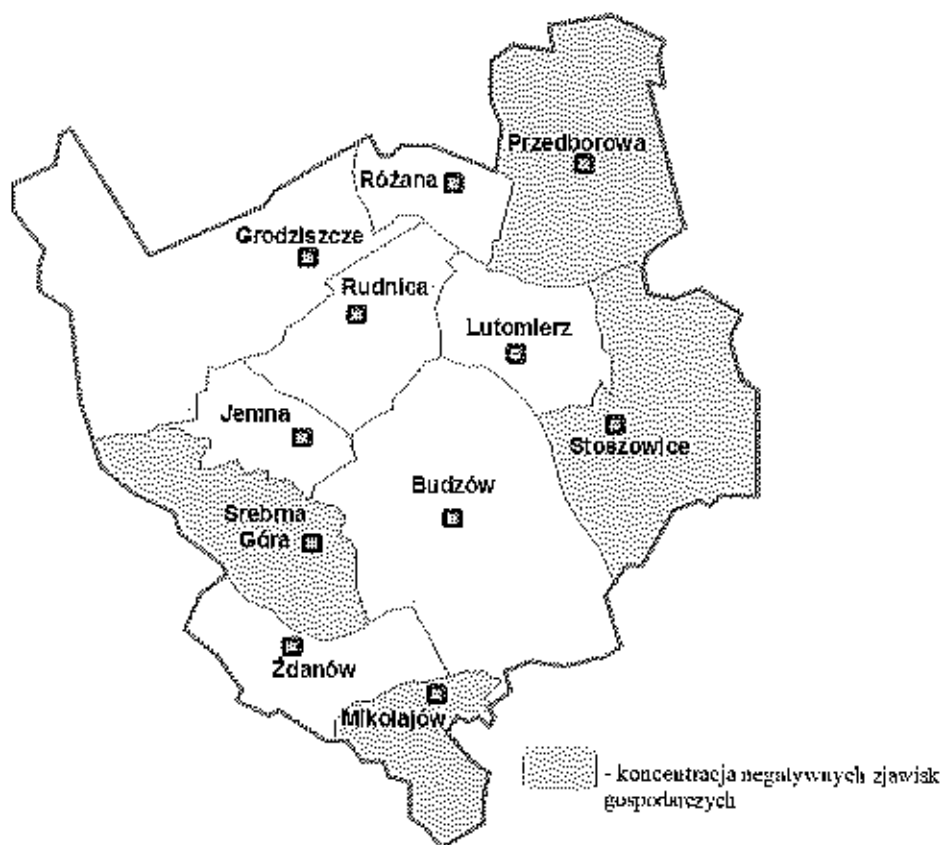 Przedborowa
Różana
Grodziszcze
Rudnica
Lutomierz
Jemna
Stoszowice
Budzów
Srebrna
Góra
Żdanów
Mikołajów
- koncentracja negatywnych zjawisk
gospodarczych